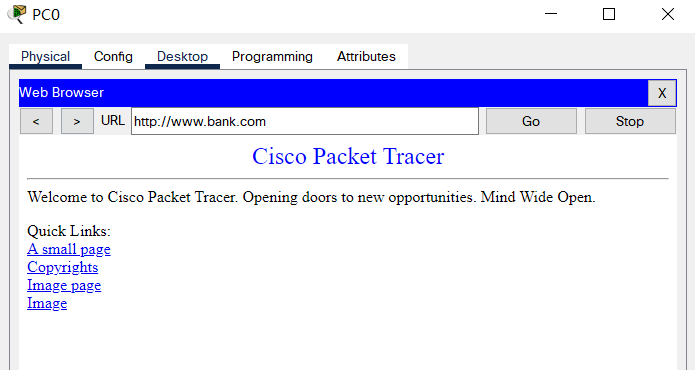 PC0
Physical Config Desktop Programming Attributes
Web Browser X
< > URL http://www.bank.com Go Stop
Cisco Packet Tracer
Welcome to Cisco Packet Tracer. Opening doors to new opportunities. Mind Wide Open.
Quick Links:
A small page
Copyrights
Image page
Image